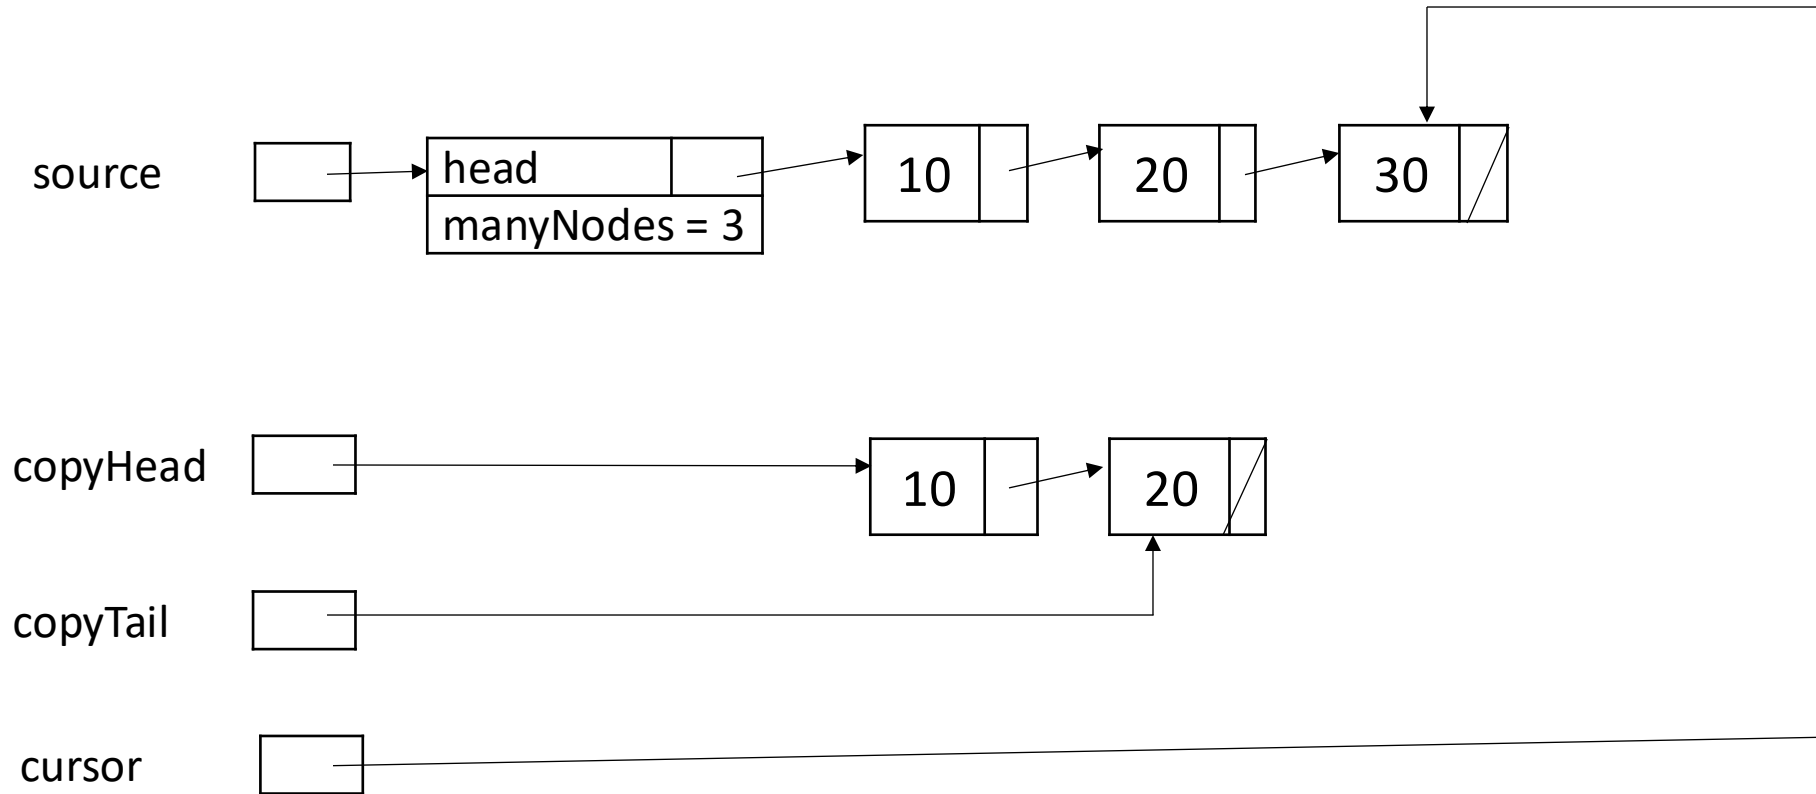 source
head
manyNodes = 3
10
20
30
copyHead
10
20
copyTail
cursor